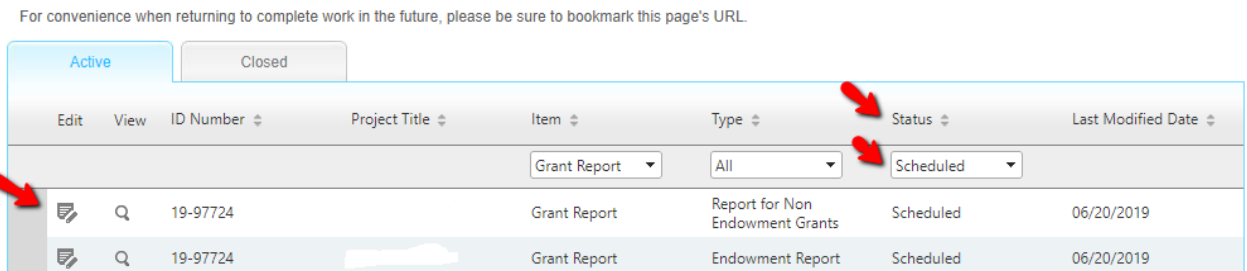 For convenience when returning to complete work in the future, please be sure to bookmark this page's URL.
Active Closed
Edit View ID Number Project Title Item Type Status Last Modified Date
Grant Report All Scheduled
19-97724 Grant Report Report for Non Endowment Grants Scheduled 06/20/2019
19-97724 Grant Report Endowment Report Scheduled 06/20/2019